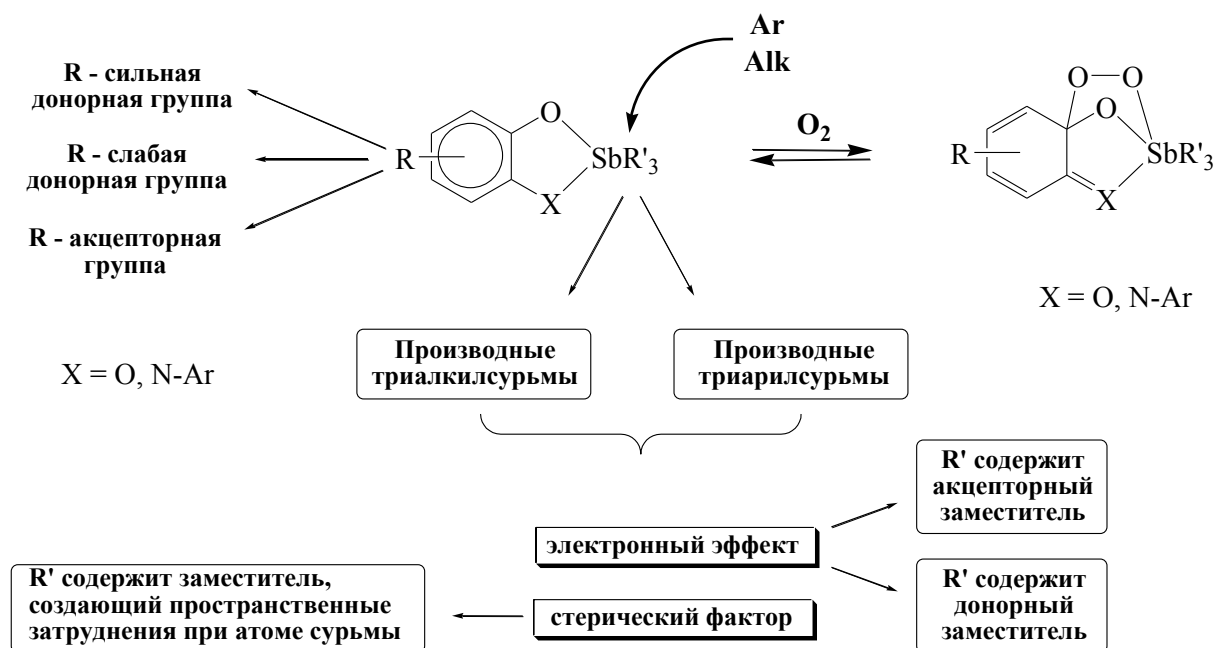 Ar
Alk
R - сильная
донорная группа
R - слабая
донорная группа
R - акцепторная
группа
R
O
X
SbR'3
O2
R
O
O
O
X
SbR'3
X = O, N-Ar
X = O, N-Ar
Производные
триалкилсурьмы
Производные
триарилсурьмы
R' содержит
акцепторный
заместитель
электронный эффект
R' содержит
донорный
заместитель
R' содержит заместитель,
создающий пространственные
затруднения при атоме сурьмы
стерический фактор